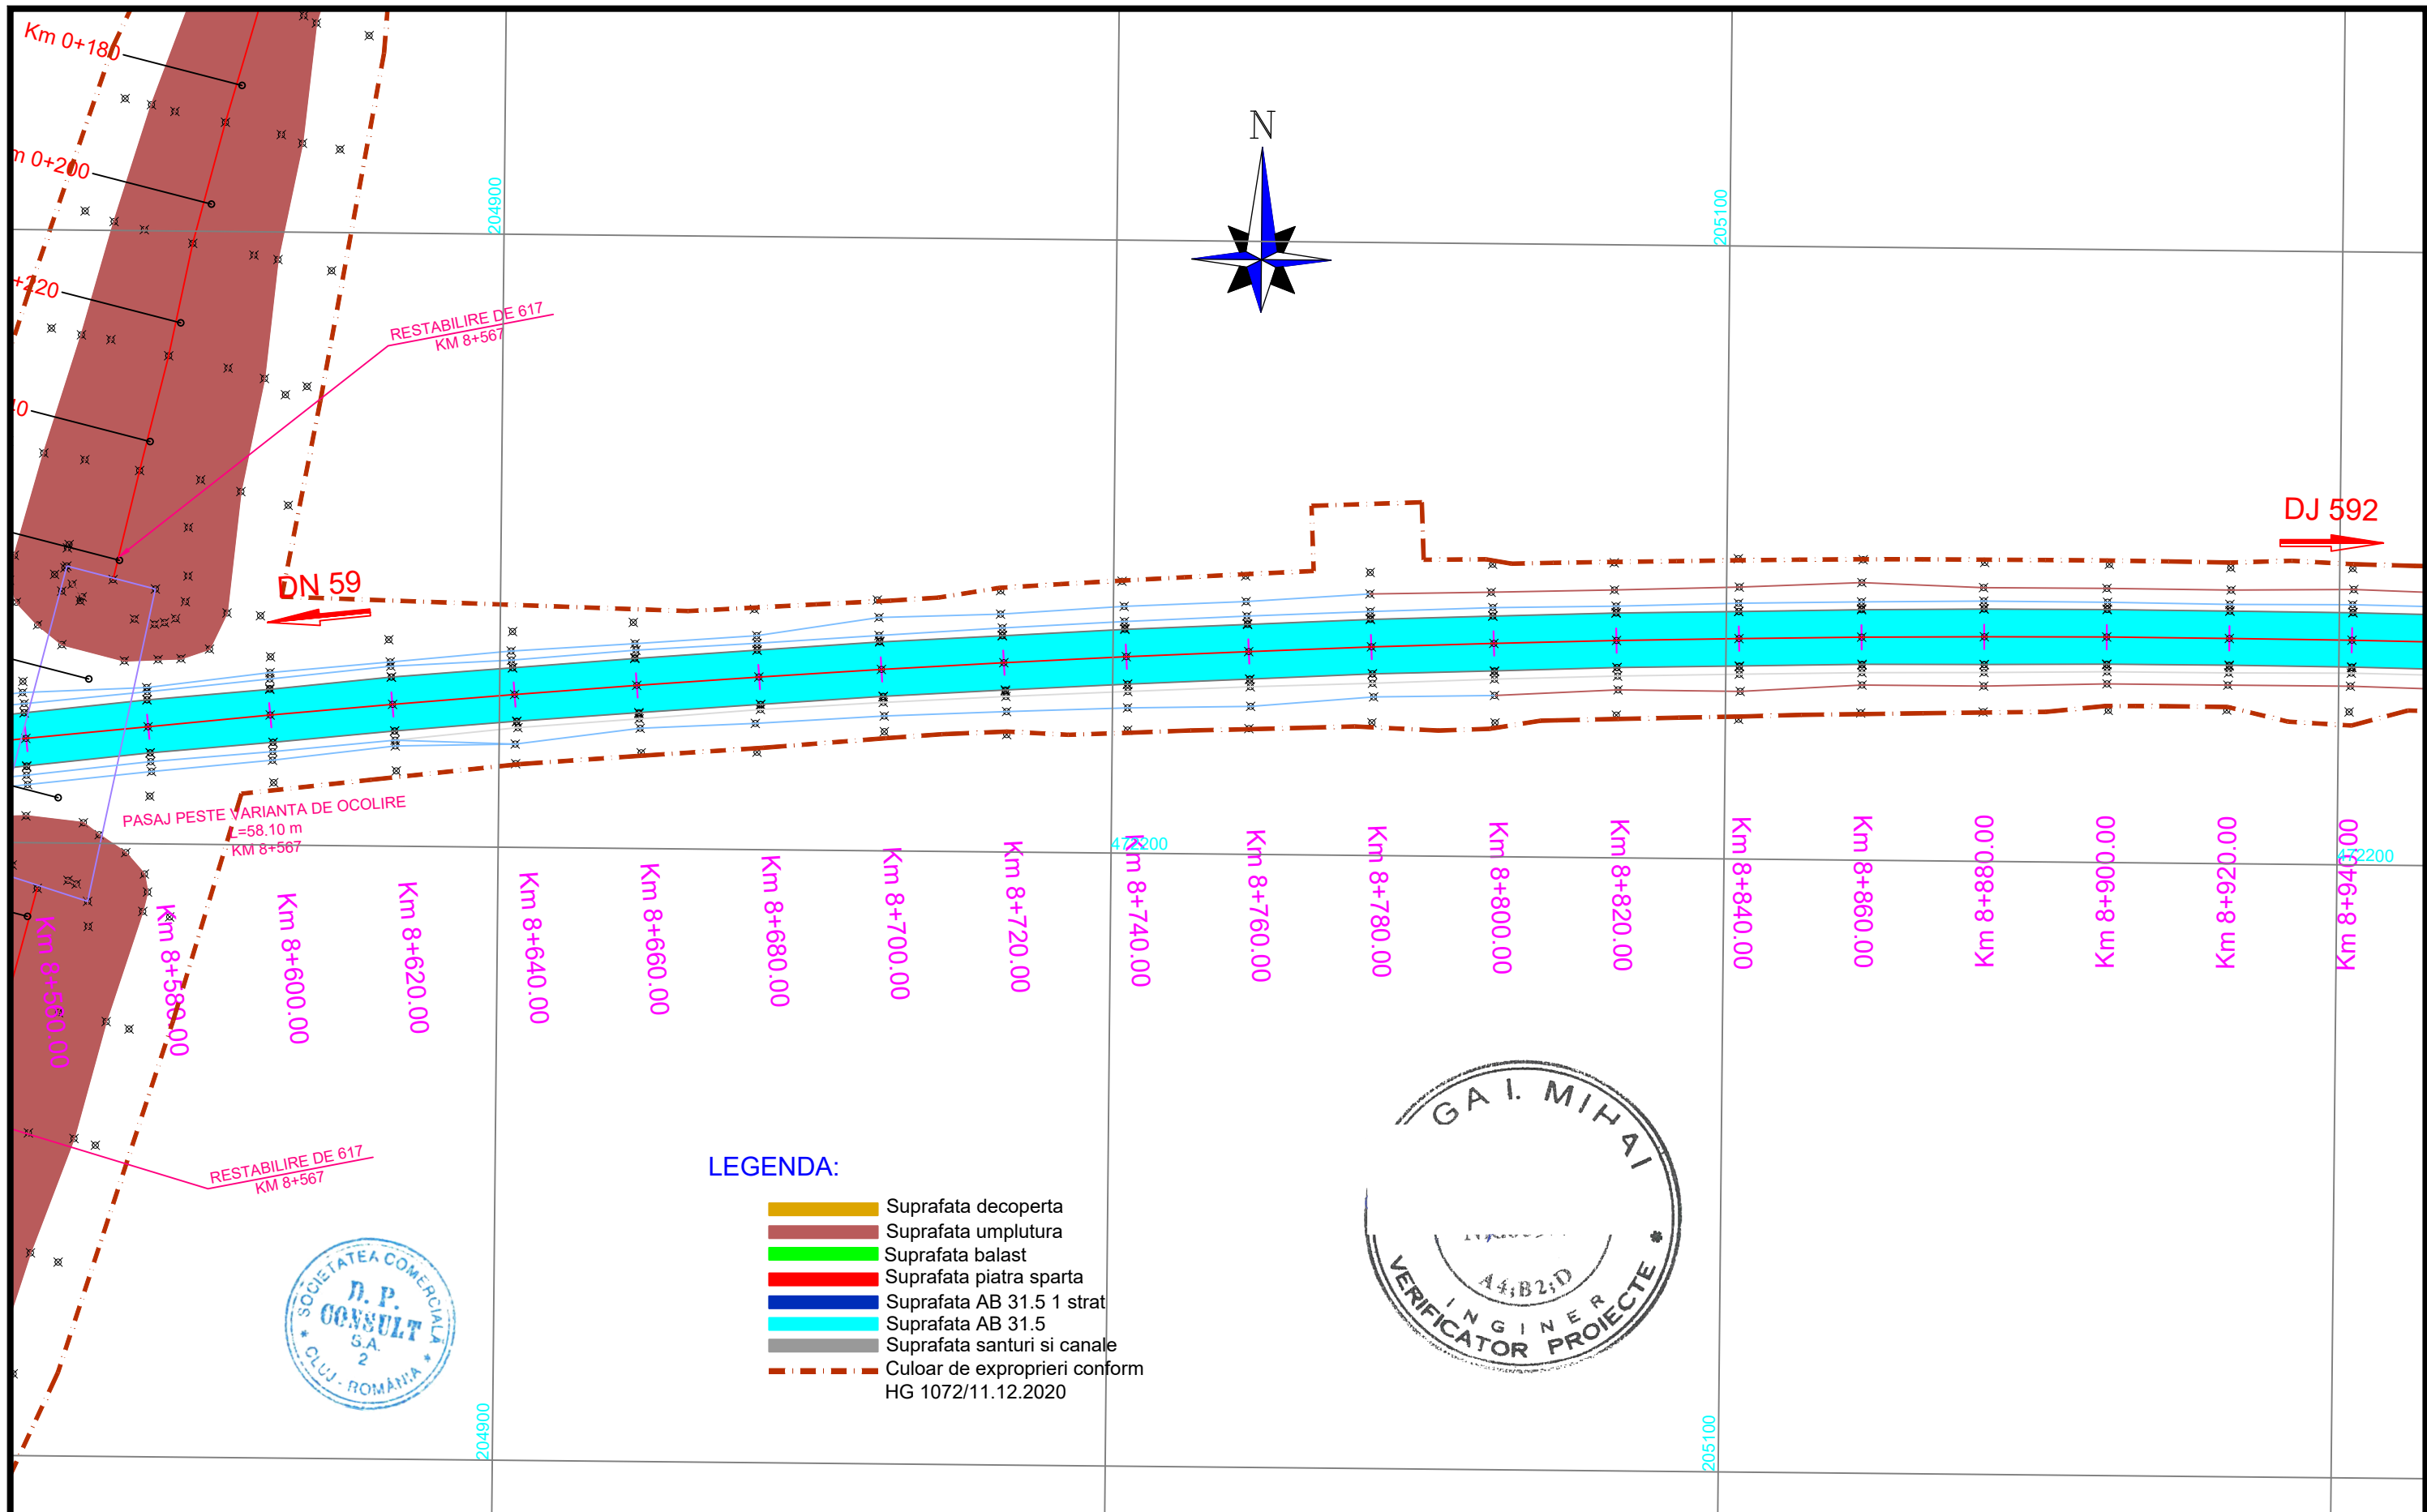 Km 0+180
m 0+200
+220
N
204900
205100
RESTABILIRE DE 617
KM 8+567
DJ 592
DN 59
PASAJ PESTE VARIANTA DE OCOLIRE
L=58.10 m
KM 8+567
472200
472200
Km 8+560.00
Km 8+580.00
Km 8+600.00
Km 8+620.00
Km 8+640.00
Km 8+660.00
Km 8+680.00
Km 8+700.00
Km 8+720.00
Km 8+740.00
Km 8+760.00
Km 8+780.00
Km 8+800.00
Km 8+820.00
Km 8+840.00
Km 8+860.00
Km 8+880.00
Km 8+900.00
Km 8+920.00
Km 8+940.00
RESTABILIRE DE 617
KM 8+567
LEGENDA:
Suprafata decoperta
Suprafata umplutura
Suprafata balast
Suprafata piatra sparta
Suprafata AB 31.5 1 strat
Suprafata AB 31.5
Suprafata santuri si canale
Culoar de exproprieri conform
HG 1072/11.12.2020
SOCIETATEA COMERCIALĂ
D. P.
CONSULT
S.A.
2
* CLUJ - ROMÂNIA *
GA I. MIHAI
A4;B2;D
INGINER
VERIFICATOR PROIECTE *
204900
205100